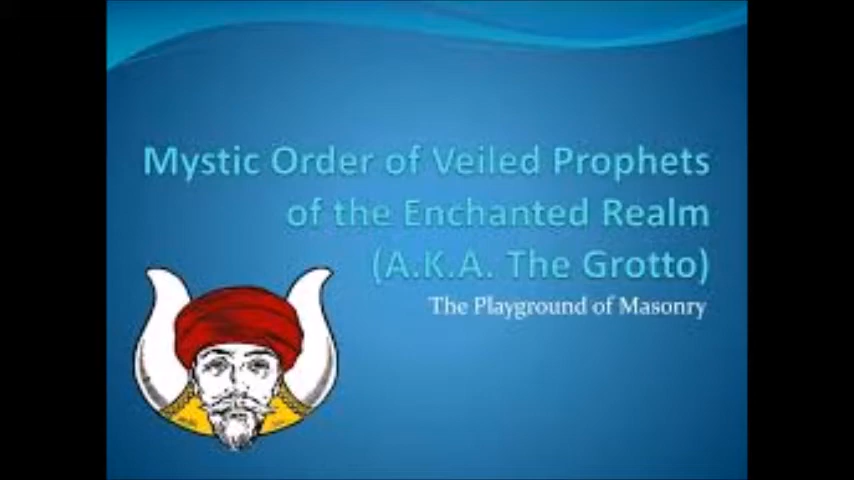 Mystic Order of Veiled Prophets
of the Enchanted Realm
(A.K.A. The Grotto)
The Playground of Masonry